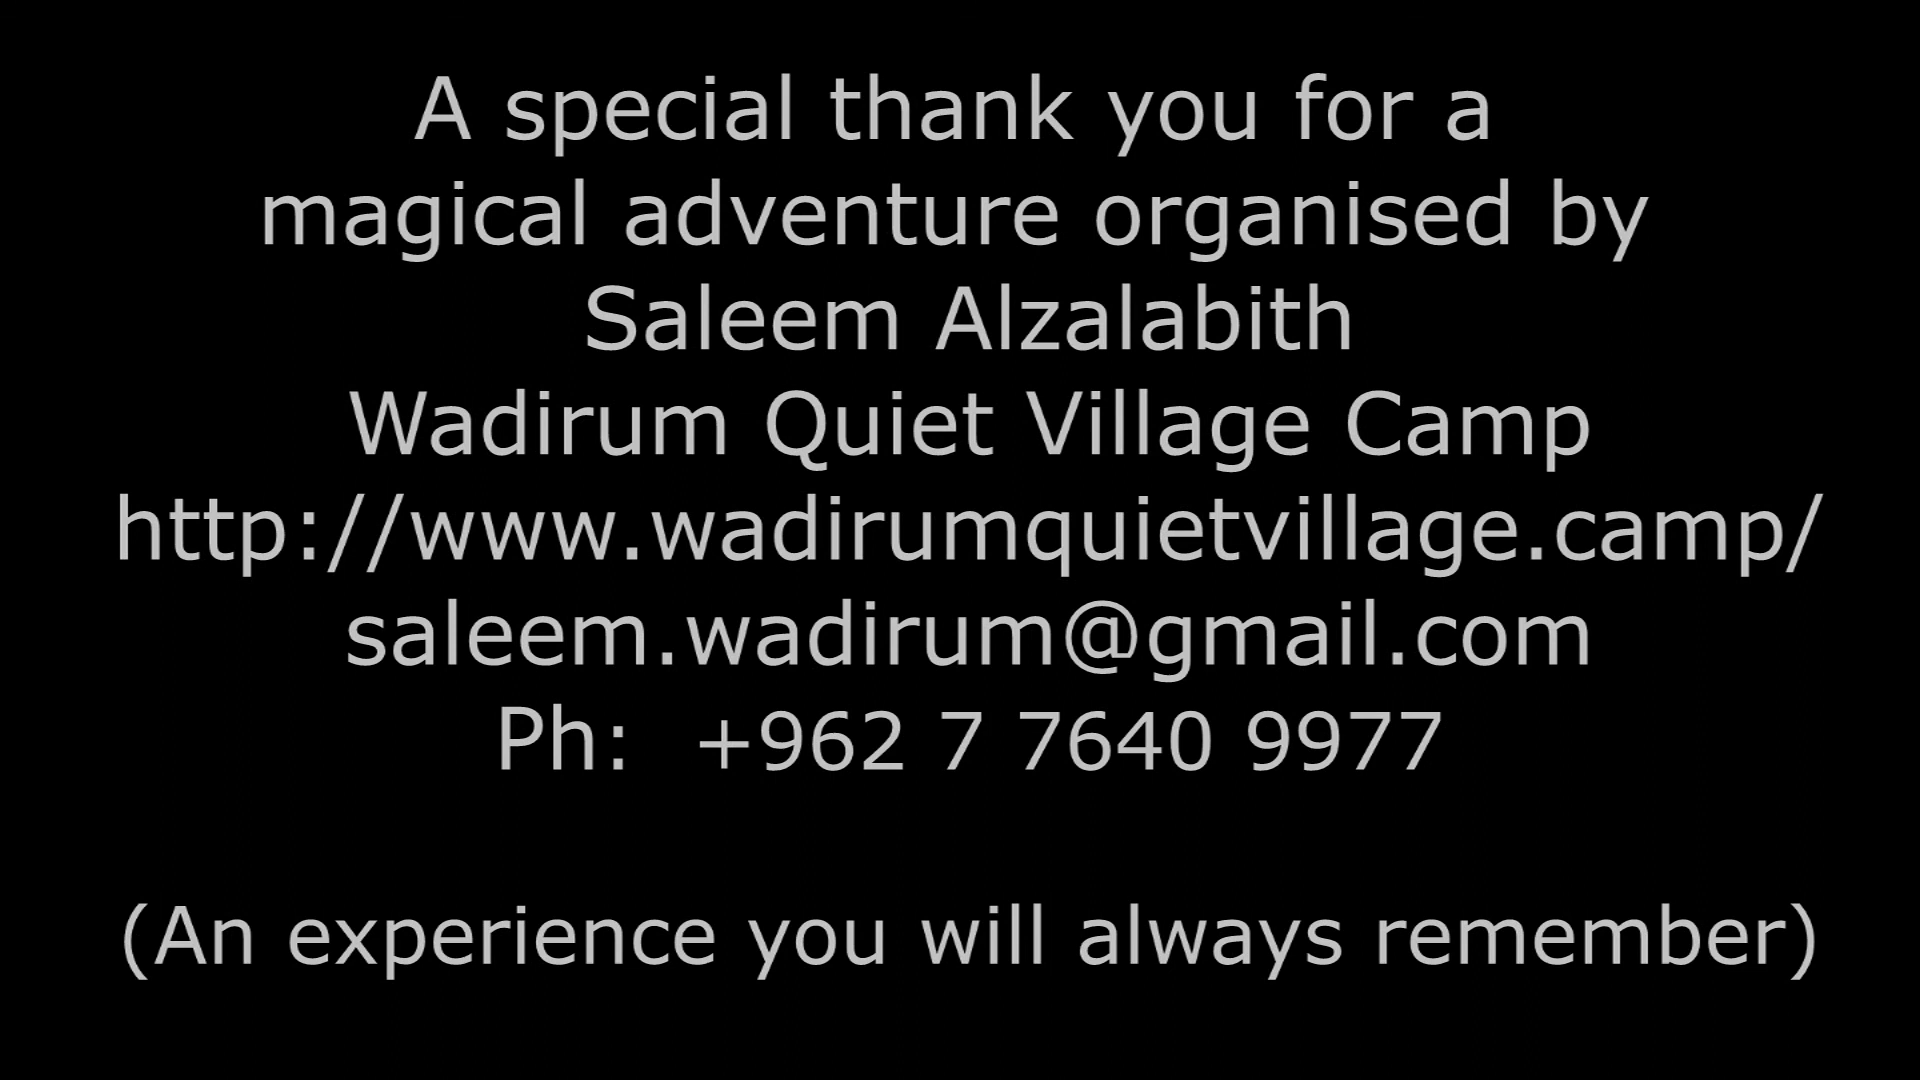 A special thank you for a
magical adventure organised by
Saleem Alzalabith
Wadirum Quiet Village Camp
http://www.wadirumquietvillage.camp/
saleem.wadirum@gmail.com
Ph:  +962 7 7640 9977
(An experience you will always remember)